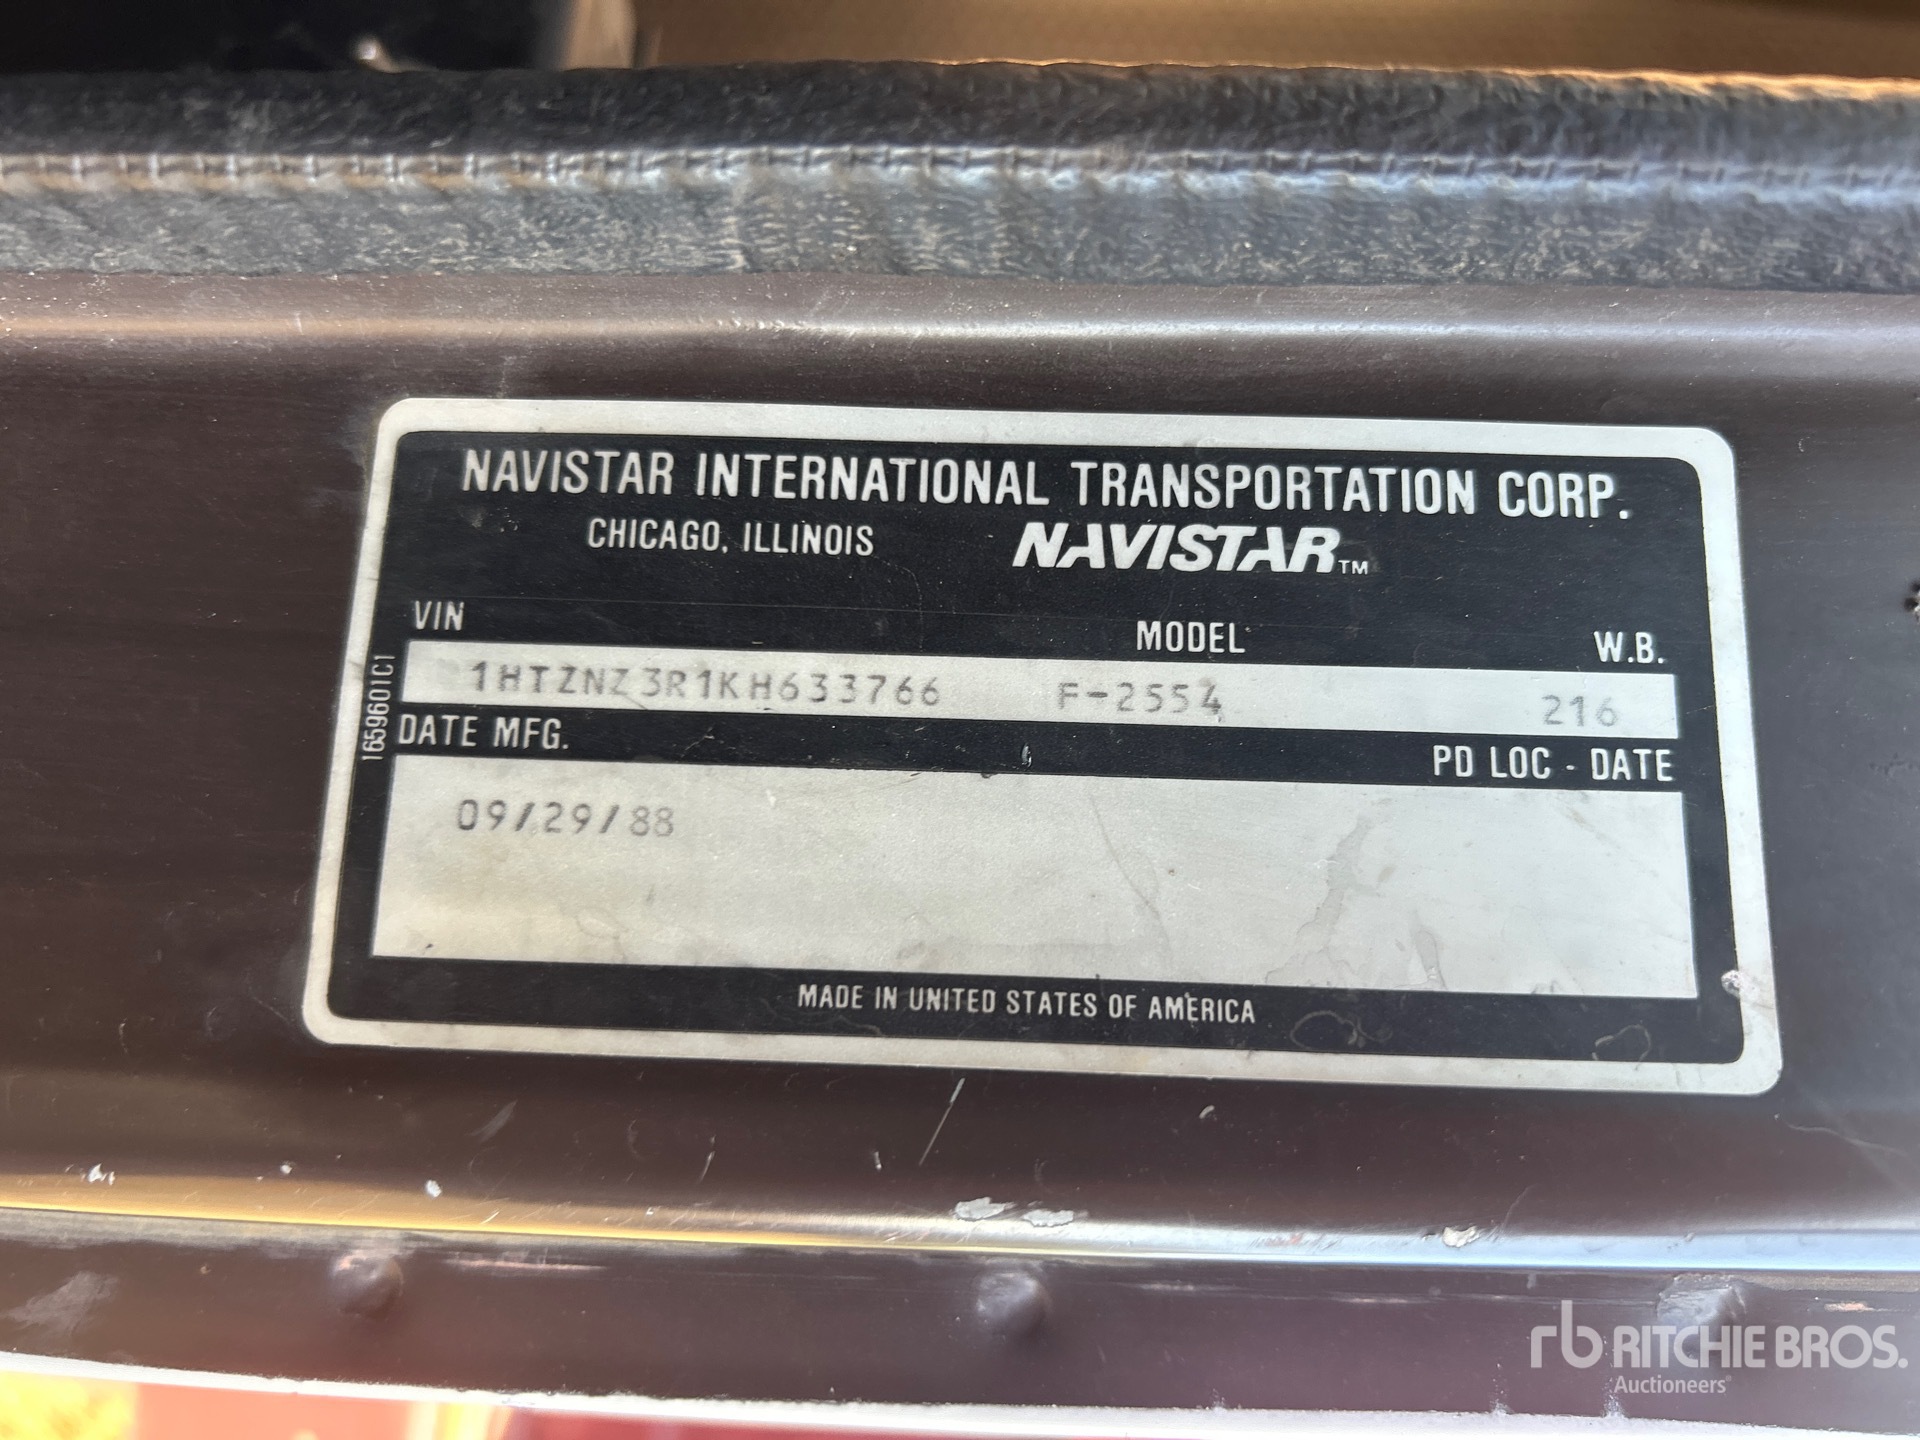 NAVISTAR INTERNATIONAL TRANSPORTATION CORP.
CHICAGO, ILLINOIS NAVISTAR™
VIN MODEL W.B.
1HTZNZ3R1KH633766 F-2554 216
1659601C1
DATE MFG. PD LOC - DATE
09/29/88
MADE IN UNITED STATES OF AMERICA
rb RITCHIE BROS.
Auctioneers